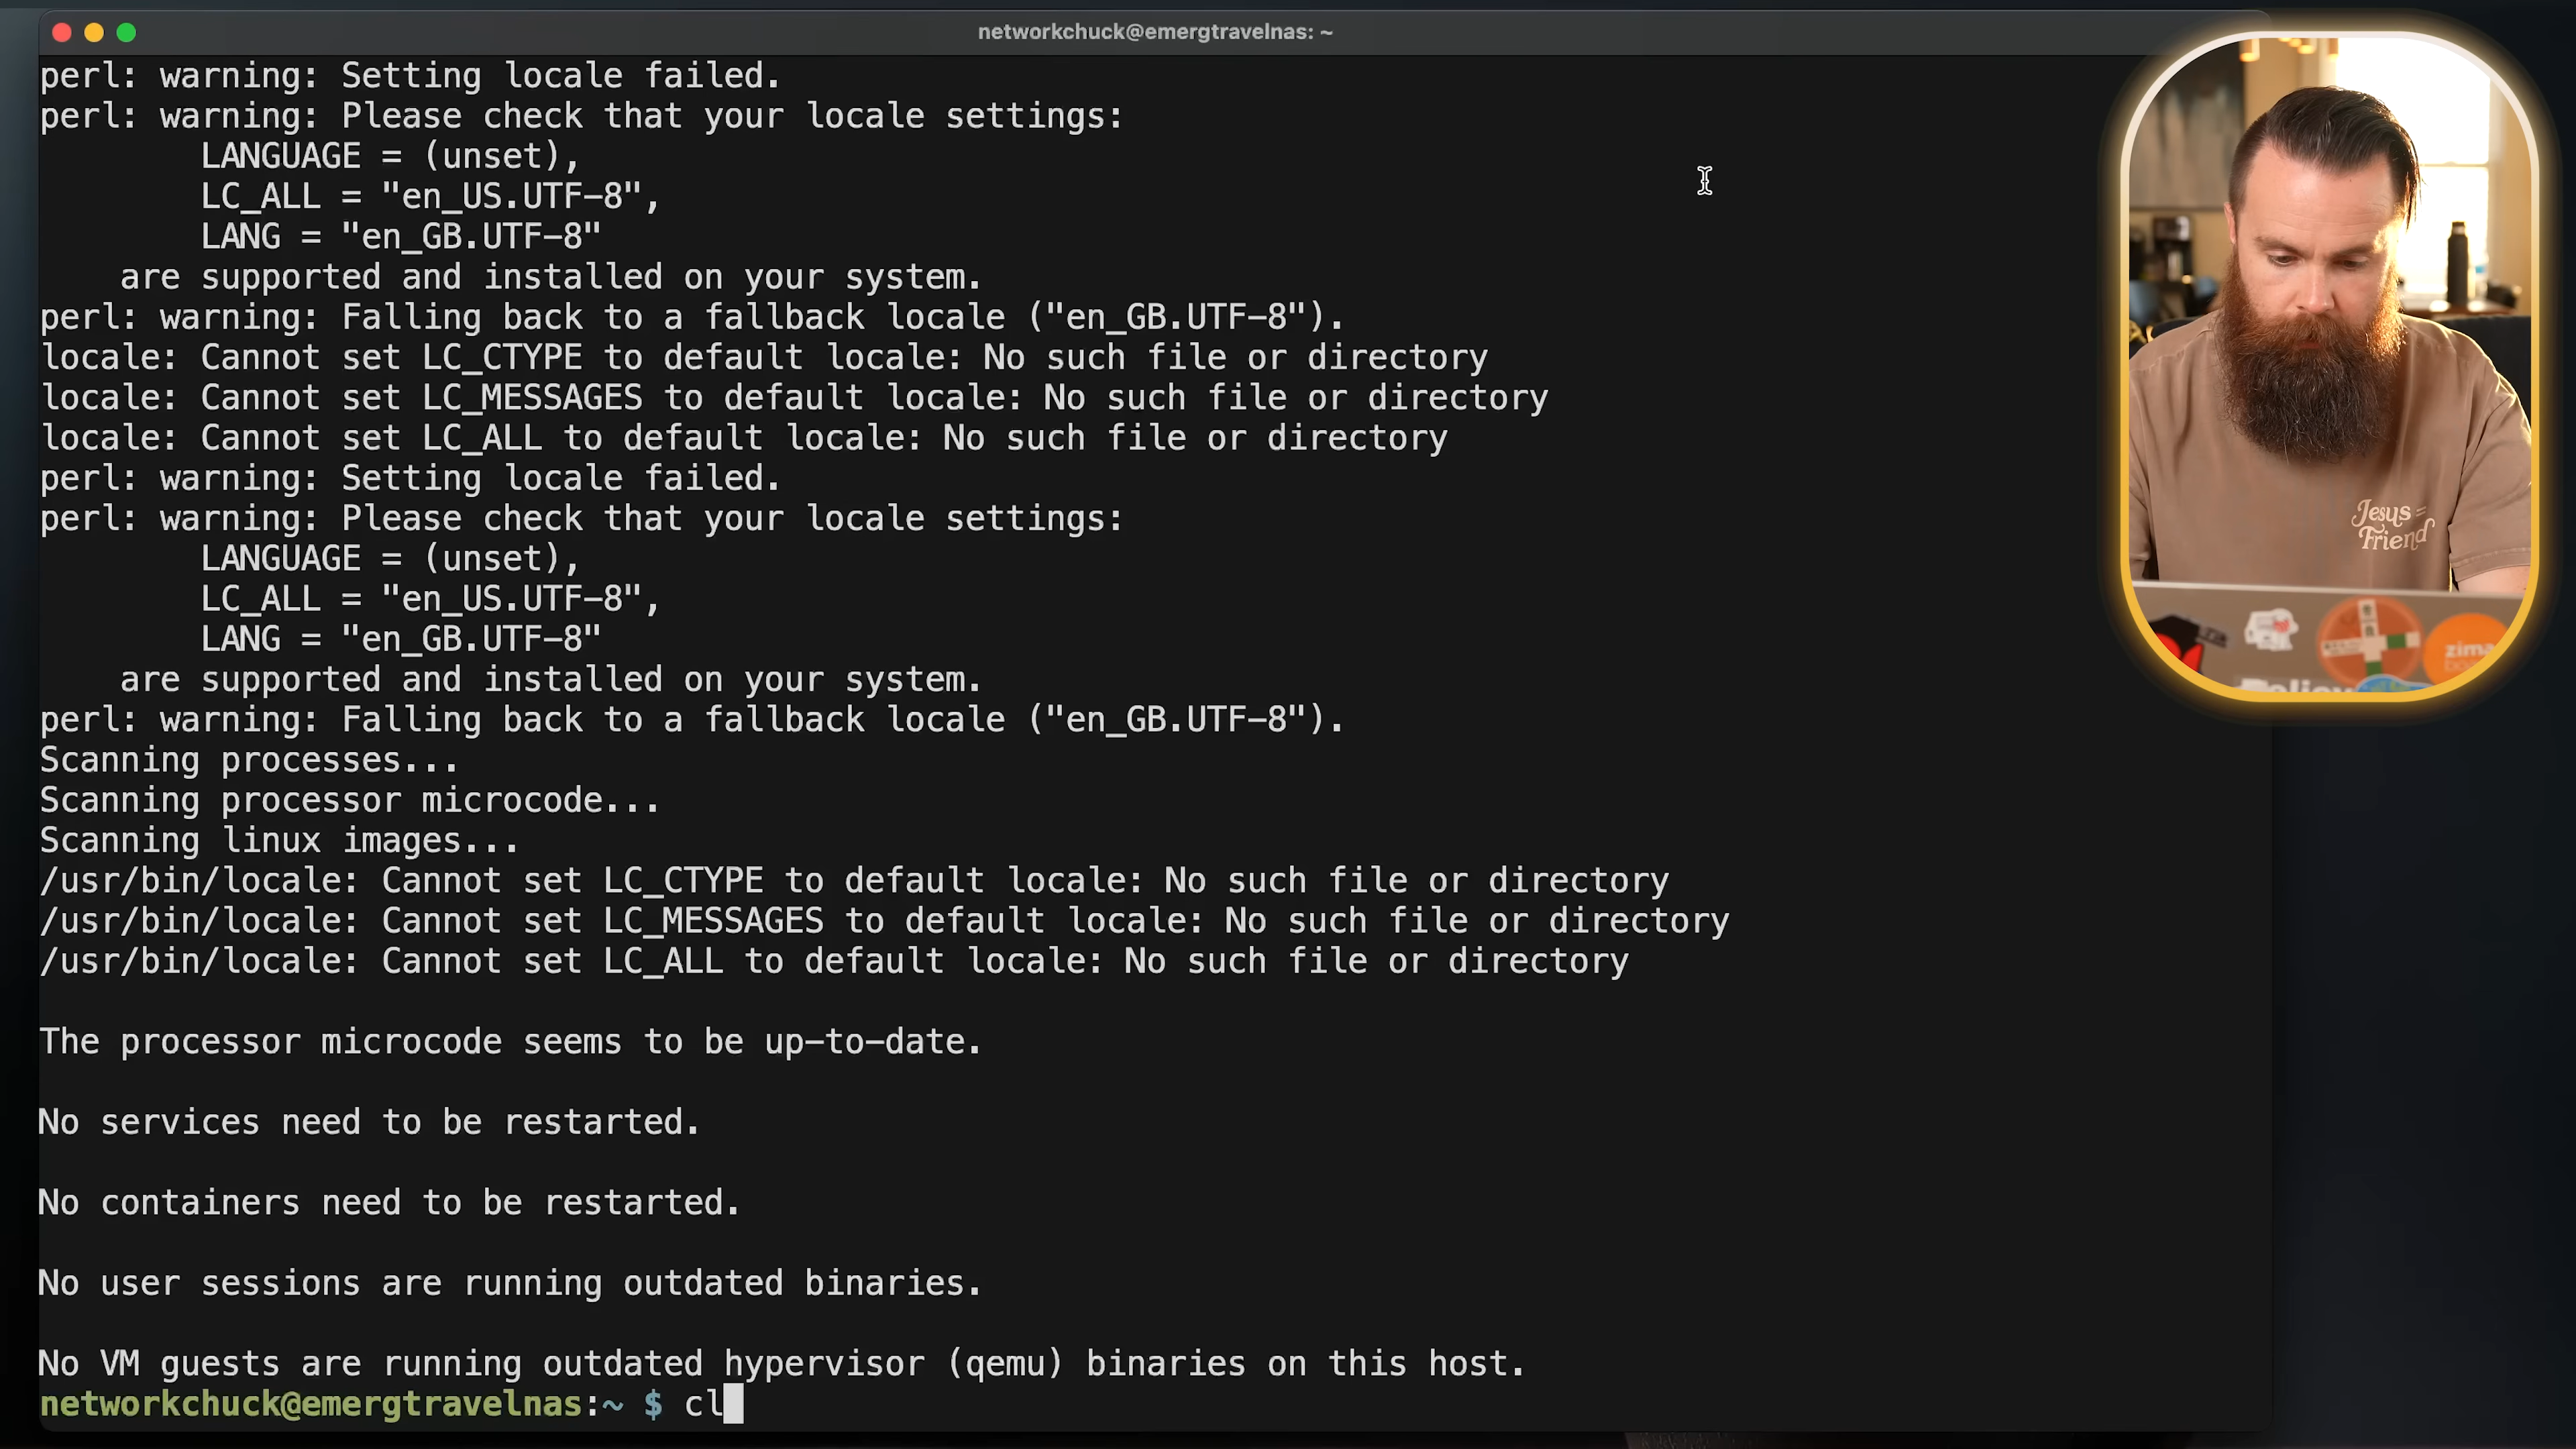 networkchuck@emergtravelnas: ~
perl: warning: Setting locale failed.
perl: warning: Please check that your locale settings:
LANGUAGE = (unset),
LC_ALL = "en_US.UTF-8",
LANG = "en_GB.UTF-8"
are supported and installed on your system.
perl: warning: Falling back to a fallback locale ("en_GB.UTF-8").
locale: Cannot set LC_CTYPE to default locale: No such file or directory
locale: Cannot set LC_MESSAGES to default locale: No such file or directory
locale: Cannot set LC_ALL to default locale: No such file or directory
perl: warning: Setting locale failed.
perl: warning: Please check that your locale settings:
LANGUAGE = (unset),
LC_ALL = "en_US.UTF-8",
LANG = "en_GB.UTF-8"
are supported and installed on your system.
perl: warning: Falling back to a fallback locale ("en_GB.UTF-8").
Scanning processes...
Scanning processor microcode...
Scanning linux images...
/usr/bin/locale: Cannot set LC_CTYPE to default locale: No such file or directory
/usr/bin/locale: Cannot set LC_MESSAGES to default locale: No such file or directory
/usr/bin/locale: Cannot set LC_ALL to default locale: No such file or directory
The processor microcode seems to be up-to-date.
No services need to be restarted.
No containers need to be restarted.
No user sessions are running outdated binaries.
No VM guests are running outdated hypervisor (qemu) binaries on this host.
networkchuck@emergtravelnas:~ $ cl
Jesus =
Friend
zima